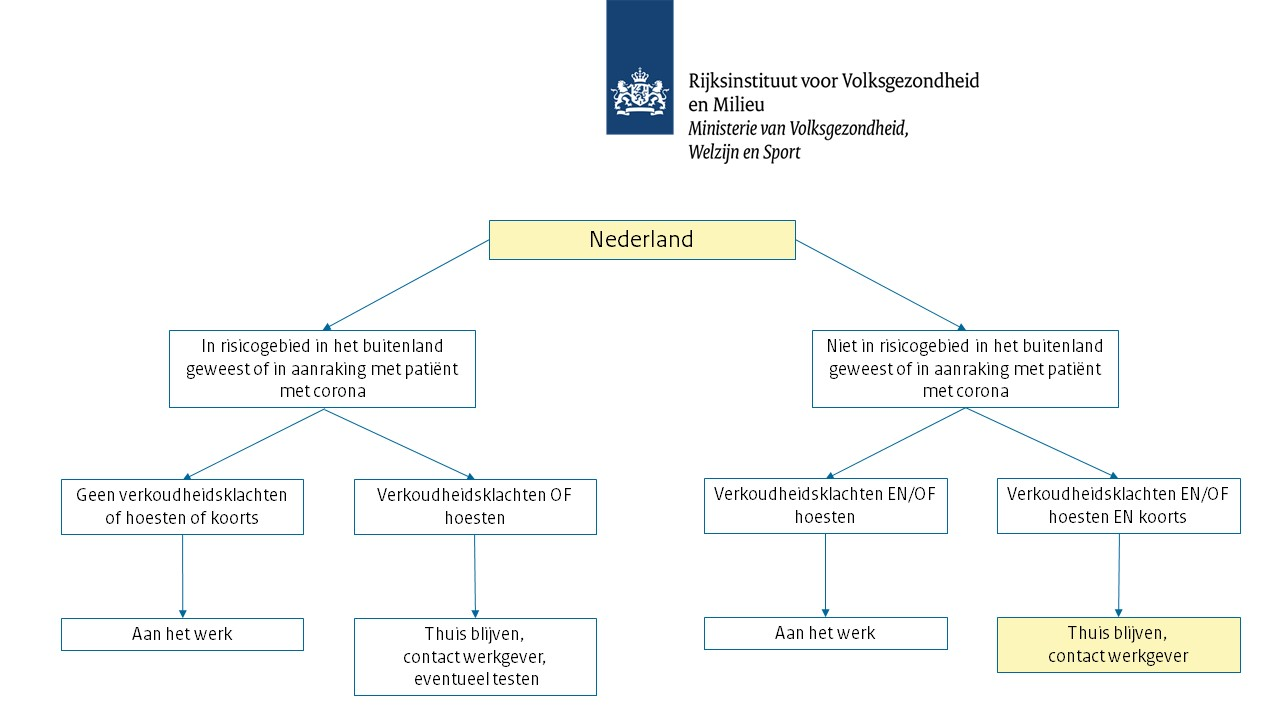 Rijksinstituut voor Volksgezondheid
en Milieu
Ministerie van Volksgezondheid,
Welzijn en Sport
Nederland
In risicogebied in het buitenland
geweest of in aanraking met patiënt
met corona
Niet in risicogebied in het buitenland
geweest of in aanraking met patiënt
met corona
Geen verkoudheidsklachten
of hoesten of koorts
Verkoudheidsklachten OF
hoesten
Verkoudheidsklachten EN/OF
hoesten
Verkoudheidsklachten EN/OF
hoesten EN koorts
Aan het werk
Thuis blijven,
contact werkgever,
eventueel testen
Aan het werk
Thuis blijven,
contact werkgever